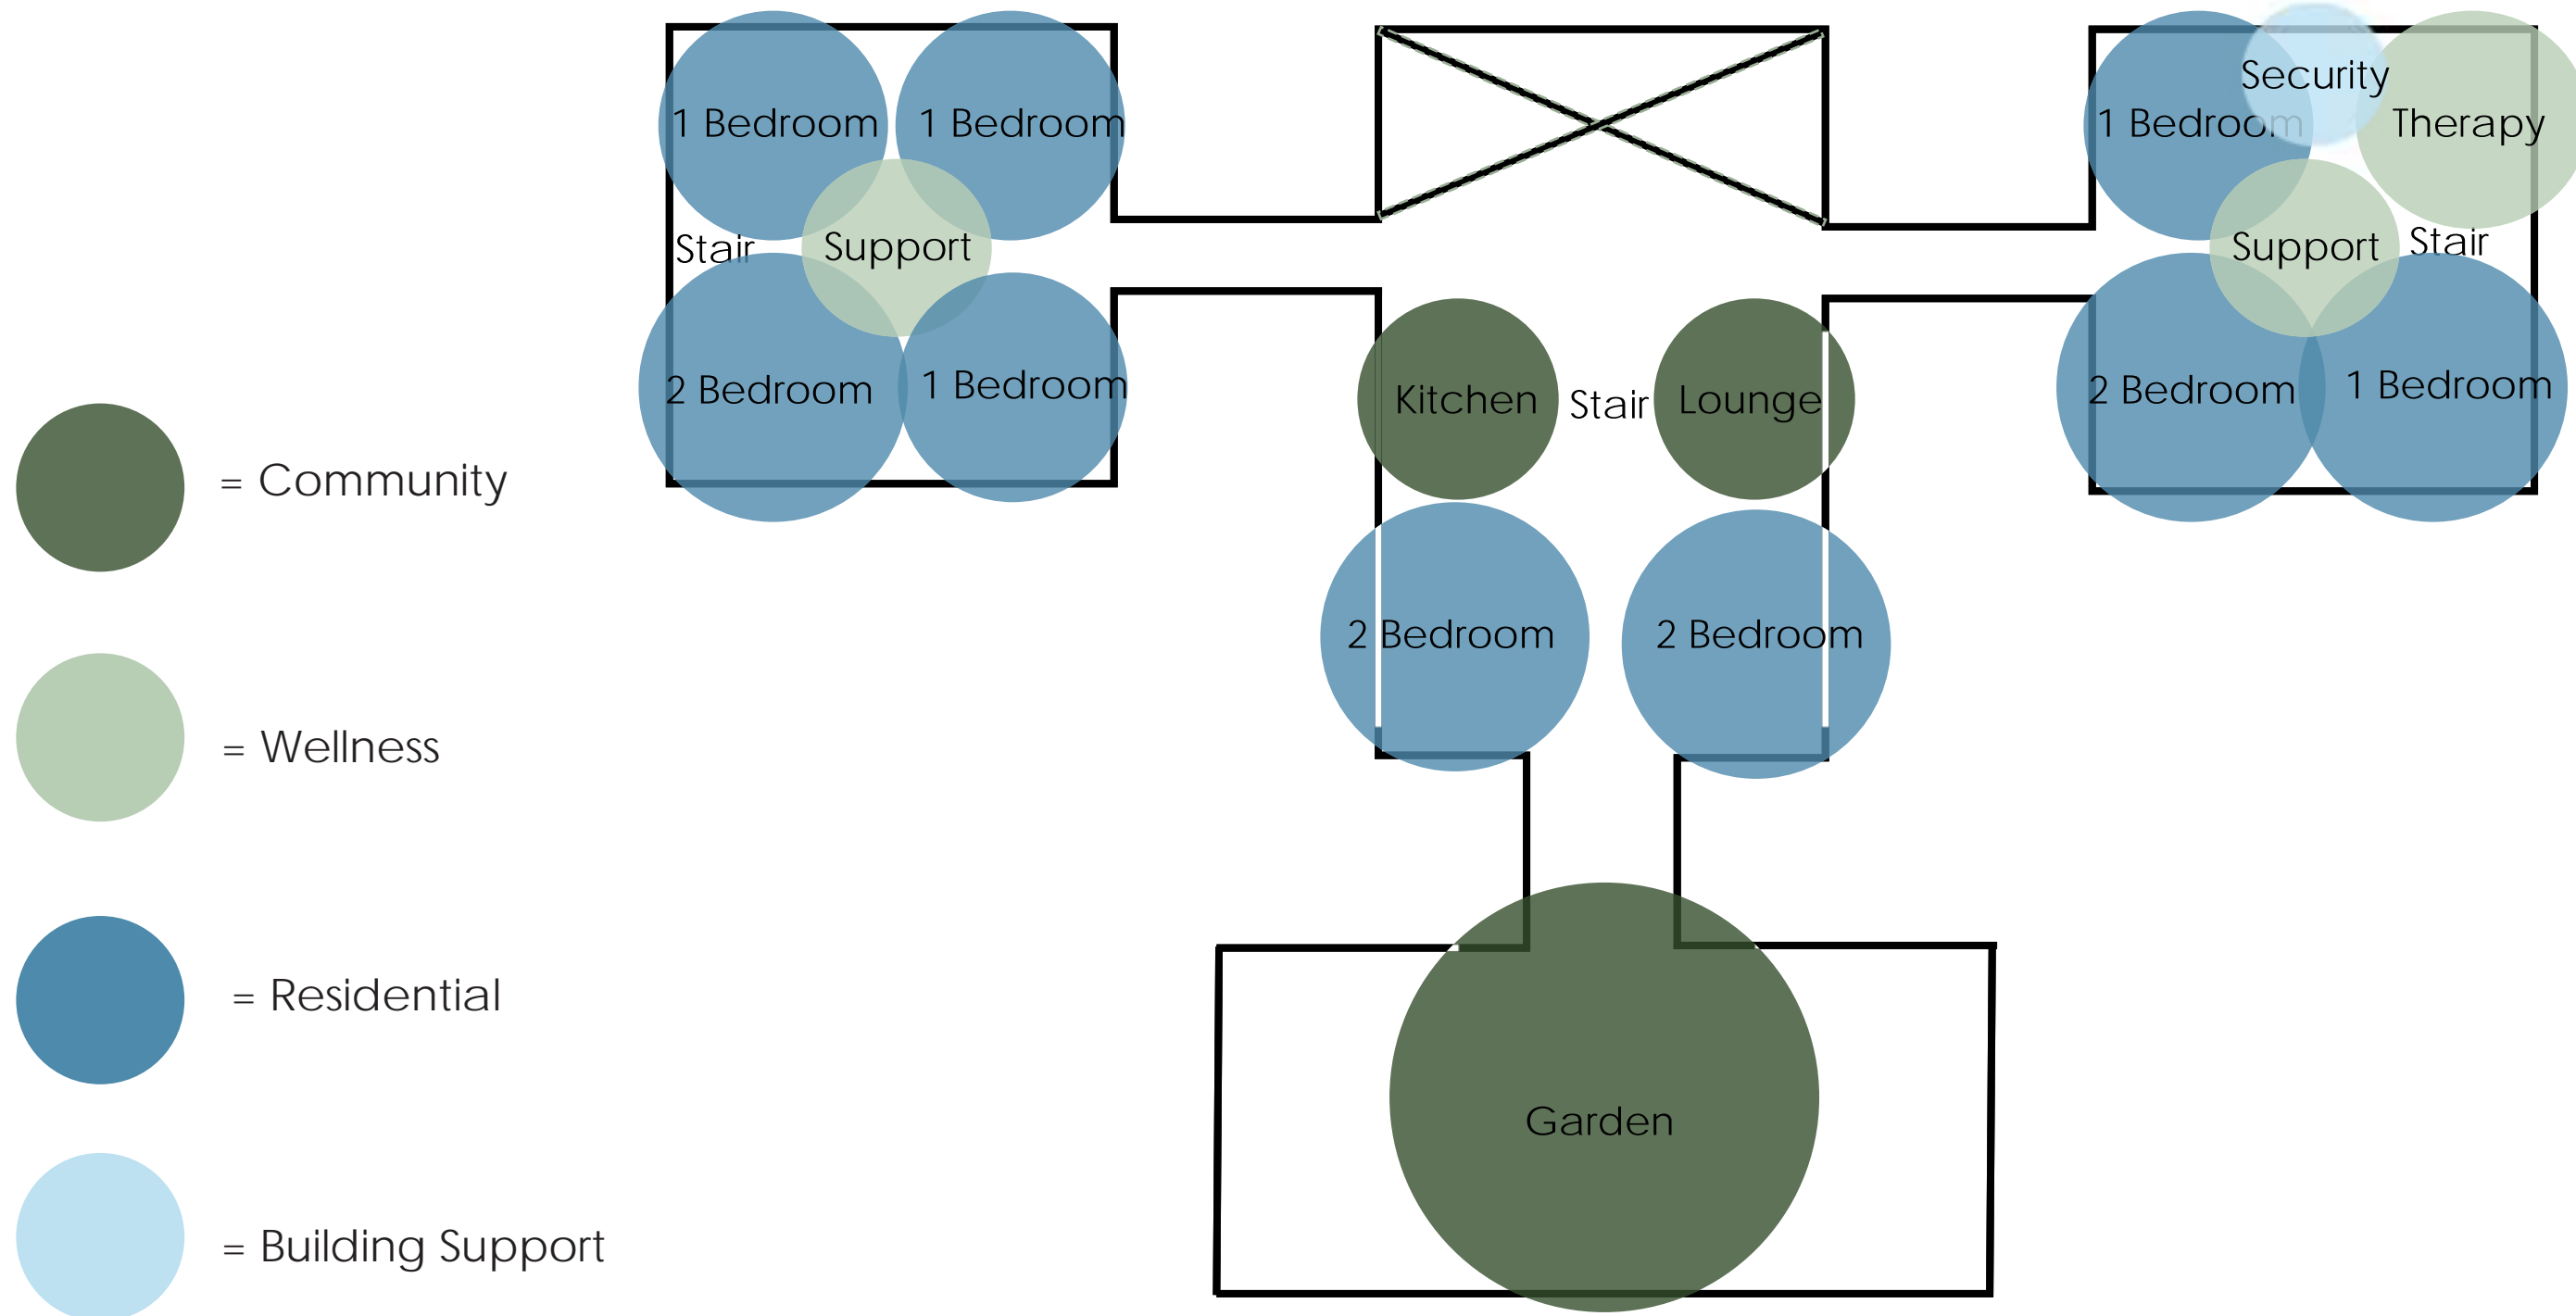 1 Bedroom
1 Bedroom
Stair
Support
2 Bedroom
1 Bedroom
Security
1 Bedroom
Therapy
Support
Stair
2 Bedroom
1 Bedroom
Kitchen
Stair
Lounge
2 Bedroom
2 Bedroom
Garden
= Community
= Wellness
= Residential
= Building Support